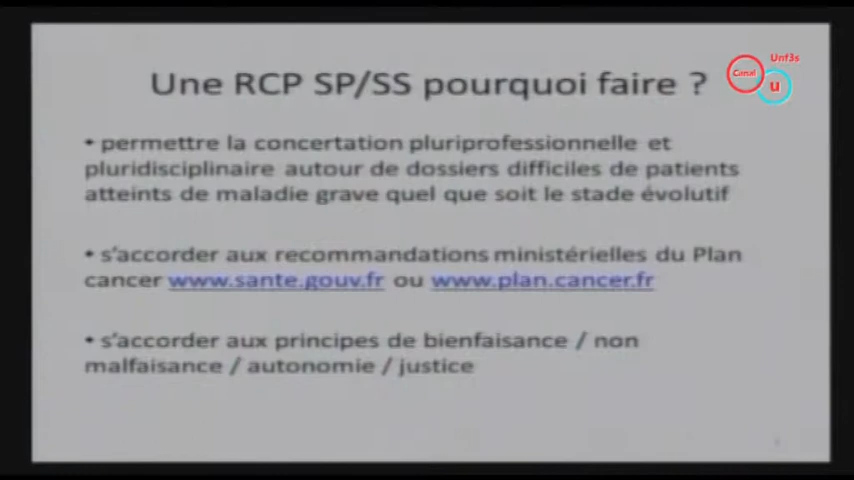 Une RCP SP/SS pourquoi faire ?
Canal
Unf3s
u
• permettre la concertation pluriprofessionnelle et
pluridisciplinaire autour de dossiers difficiles de patients
atteints de maladie grave quel que soit le stade évolutif
• s'accorder aux recommandations ministérielles du Plan
cancer www.sante.gouv.fr ou www.plan.cancer.fr
• s'accorder aux principes de bienfaisance / non
malfaisance / autonomie / justice